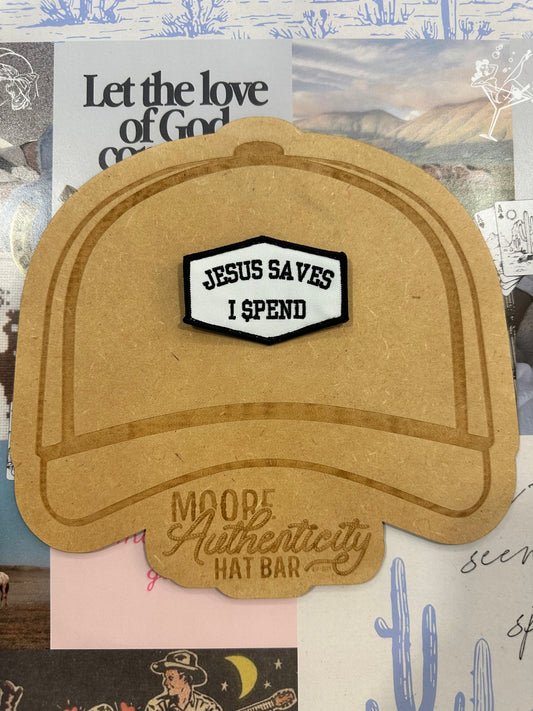 Let the love
of God
JESUS SAVES
I $PEND
MOORE
Authenticity
HAT BAR